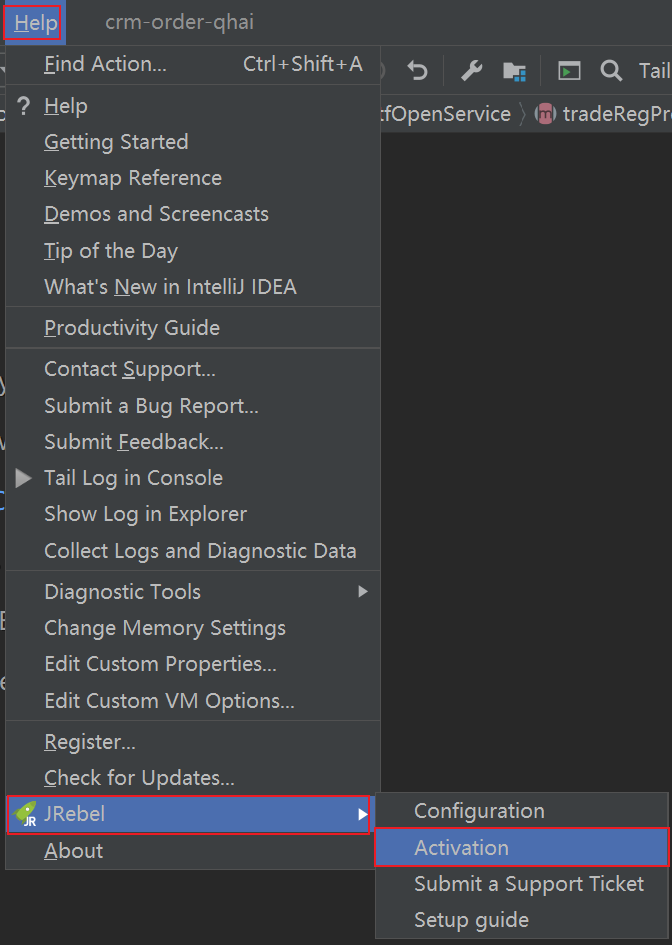 Help crm-order-qhai
Find Action... Ctrl+Shift+A
Tail
? Help
tfOpenService m tradeRegPr
Getting Started
Keymap Reference
Demos and Screencasts
Tip of the Day
What's New in IntelliJ IDEA
Productivity Guide
Contact Support...
Submit a Bug Report...
Submit Feedback...
Tail Log in Console
Show Log in Explorer
Collect Logs and Diagnostic Data
Diagnostic Tools
Change Memory Settings
Edit Custom Properties...
Edit Custom VM Options...
Register...
Check for Updates...
JR JRebel
About
Configuration
Activation
Submit a Support Ticket
Setup guide